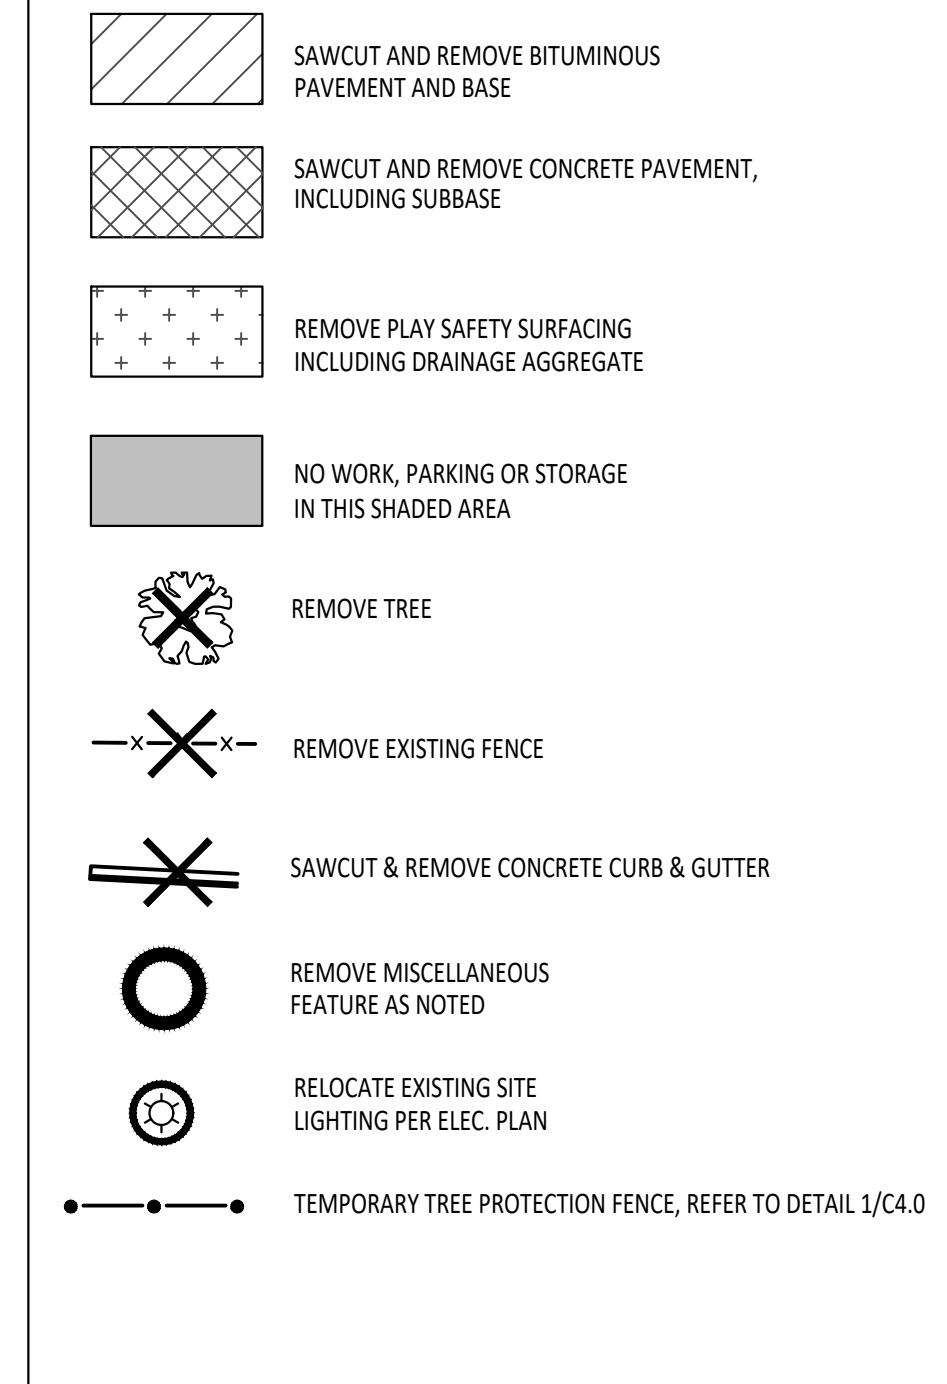 SAWCUT AND REMOVE BITUMINOUS
PAVEMENT AND BASE
SAWCUT AND REMOVE CONCRETE PAVEMENT,
INCLUDING SUBBASE
REMOVE PLAY SAFETY SURFACING
INCLUDING DRAINAGE AGGREGATE
NO WORK, PARKING OR STORAGE
IN THIS SHADED AREA
REMOVE TREE
X X
REMOVE EXISTING FENCE
SAWCUT & REMOVE CONCRETE CURB & GUTTER
REMOVE MISCELLANEOUS
FEATURE AS NOTED
RELOCATE EXISTING SITE
LIGHTING PER ELEC. PLAN
TEMPORARY TREE PROTECTION FENCE, REFER TO DETAIL 1/C4.0